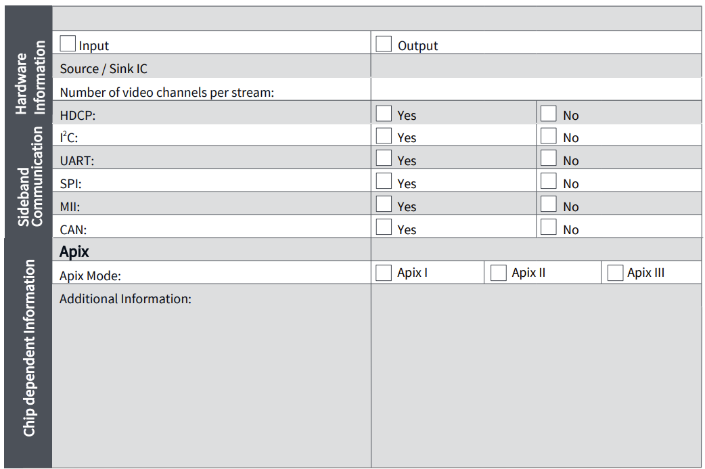 Hardware
Information
Input
Output
Source / Sink IC
Number of video channels per stream:
HDCP:
Yes
No
Sideband
Communication
I²C:
Yes
No
UART:
Yes
No
SPI:
Yes
No
MII:
Yes
No
CAN:
Yes
No
Chip dependent Information
Apix
Apix Mode:
Apix I
Apix II
Apix III
Additional Information: